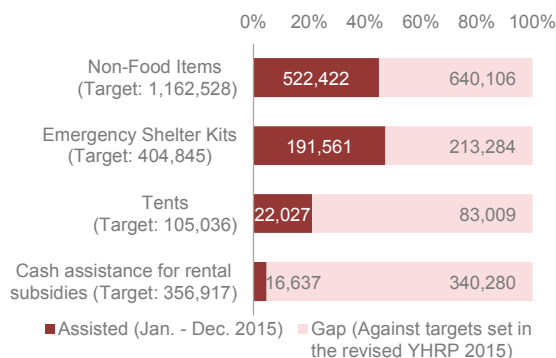 0% 20% 40% 60% 80% 100%
Non-Food Items
(Target: 1,162,528)
522,422 640,106
Emergency Shelter Kits
(Target: 404,845)
191,561 213,284
Tents
(Target: 105,036)
22,027 83,009
Cash assistance for rental
subsidies (Target: 356,917)
16,637 340,280
Assisted (Jan. - Dec. 2015) Gap (Against targets set in
the revised YHRP 2015)